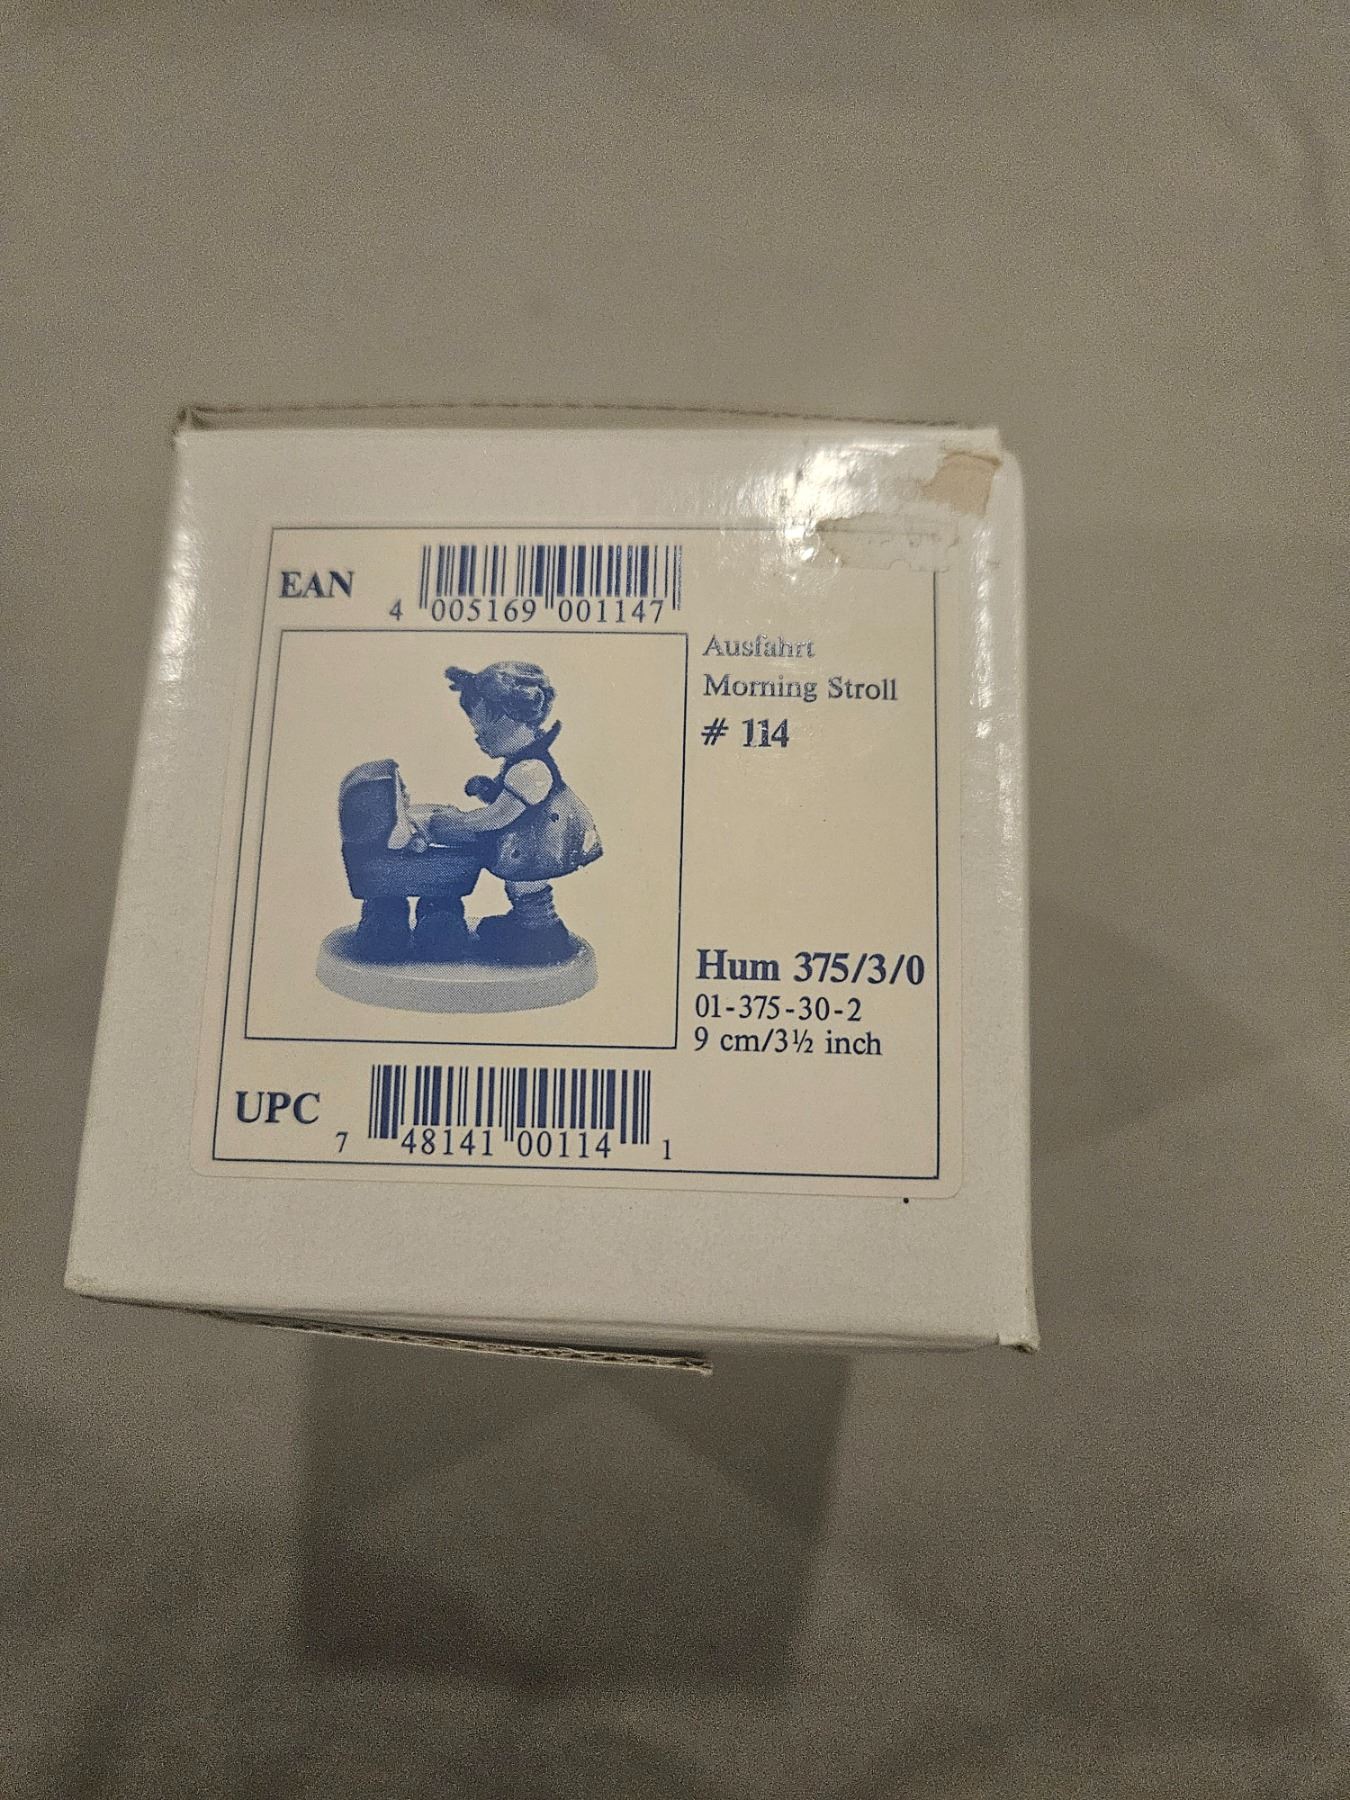 EAN
4 005169 001147
Ausfahrt
Morning Stroll
# 114
Hum 375/3/0
01-375-30-2
9 cm/3½ inch
UPC
7 48141 00114 1